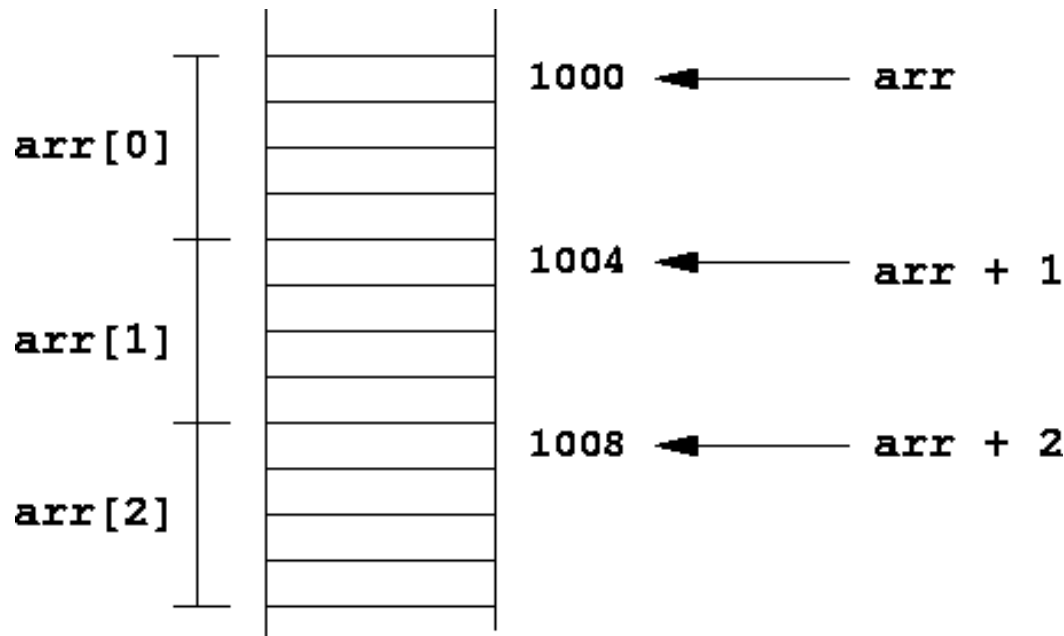 1000 arr
arr[0]
1004 arr + 1
arr[1]
1008 arr + 2
arr[2]